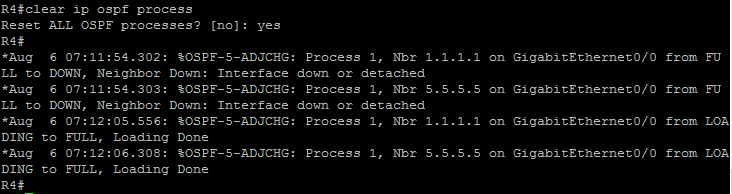 R4#clear ip ospf process
Reset ALL OSPF processes? [no]: yes
R4#
*Aug  6 07:11:54.302: %OSPF-5-ADJCHG: Process 1, Nbr 1.1.1.1 on GigabitEthernet0/0 from FU
LL to DOWN, Neighbor Down: Interface down or detached
*Aug  6 07:11:54.303: %OSPF-5-ADJCHG: Process 1, Nbr 5.5.5.5 on GigabitEthernet0/0 from FU
LL to DOWN, Neighbor Down: Interface down or detached
*Aug  6 07:12:05.556: %OSPF-5-ADJCHG: Process 1, Nbr 1.1.1.1 on GigabitEthernet0/0 from LOA
DING to FULL, Loading Done
*Aug  6 07:12:06.308: %OSPF-5-ADJCHG: Process 1, Nbr 5.5.5.5 on GigabitEthernet0/0 from LOA
DING to FULL, Loading Done
R4#